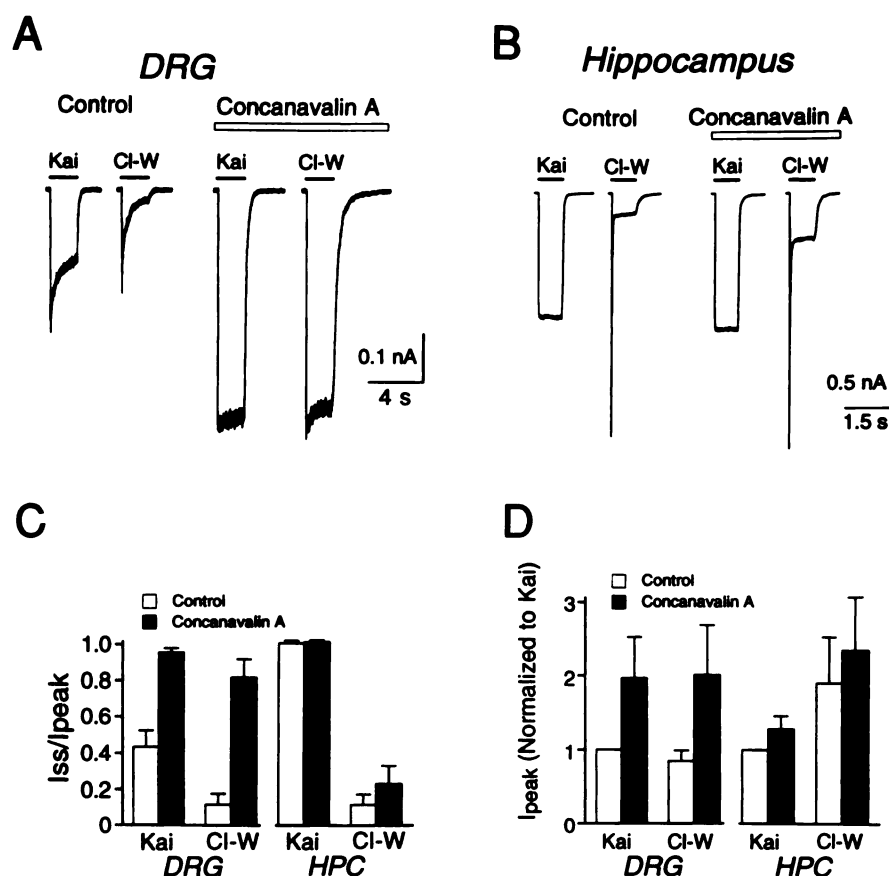 A
DRG
Control
Concanavalin A
Kai
Cl-W
Kai
Cl-W
0.1 nA
4 s
B
Hippocampus
Control
Concanavalin A
Kai
Cl-W
Kai
Cl-W
0.5 nA
1.5 s
C
Control
Concanavalin A
Iss/Ipeak
1.0
0.8
0.6
0.4
0.2
0
Kai
Cl-W
Kai
Cl-W
DRG
HPC
D
Control
Concanavalin A
Ipeak (Normalized to Kai)
3
2
1
0
Kai
Cl-W
Kai
Cl-W
DRG
HPC